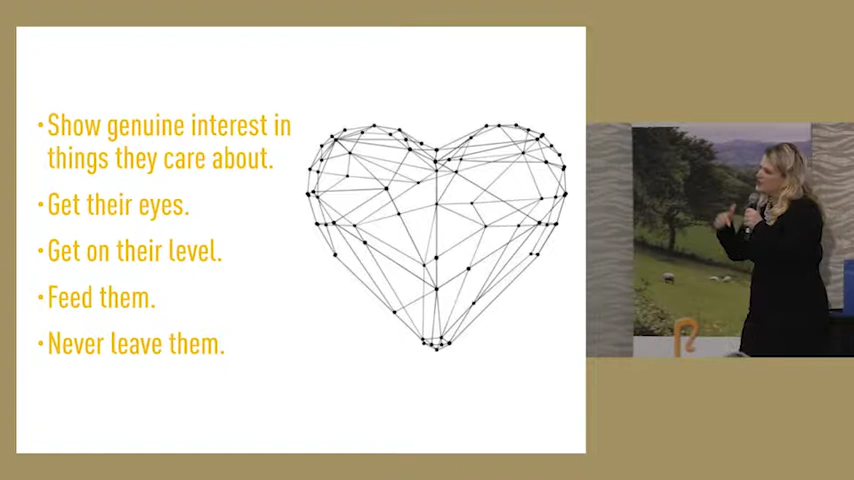 ·Show genuine interest in
things they care about.
·Get their eyes.
·Get on their level.
·Feed them.
·Never leave them.